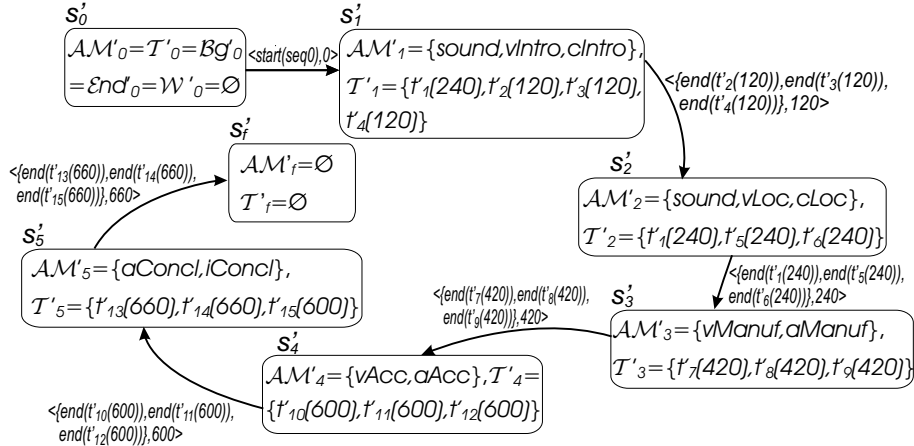 s'₀
𝒜ℳ'₀=𝒯'₀=ℬg'₀
=ℰnd'₀=𝒲'₀=∅
<start(seq0),0>
s'₁
𝒜ℳ'₁={sound,vIntro,cIntro},
𝒯'₁={t'₁(240),t'₂(120),t'₃(120),
t'₄(120)}
<{end(t'₂(120)),end(t'₃(120)),
end(t'₄(120))},120>
s'₂
𝒜ℳ'₂={sound,vLoc,cLoc},
𝒯'₂={t'₁(240),t'₅(240),t'₆(240)}
<{end(t'₁(240)),end(t'₅(240)),
end(t'₆(240))},240>
s'₃
𝒜ℳ'₃={vManuf,aManuf},
𝒯'₃={t'₇(420),t'₈(420),t'₉(420)}
<{end(t'₇(420)),end(t'₈(420)),
end(t'₉(420))},420>
s'₄
𝒜ℳ'₄={vAcc,aAcc},𝒯'₄=
{t'₁₀(600),t'₁₁(600),t'₁₂(600)}
<{end(t'₁₀(600)),end(t'₁₁(600)),
end(t'₁₂(600))},600>
s'₅
𝒜ℳ'₅={aConcl,iConcl},
𝒯'₅={t'₁₃(660),t'₁₄(660),t'₁₅(600)}
<{end(t'₁₃(660)),end(t'₁₄(660)),
end(t'₁₅(660))},660>
s'f
𝒜ℳ'f=∅
𝒯'f=∅